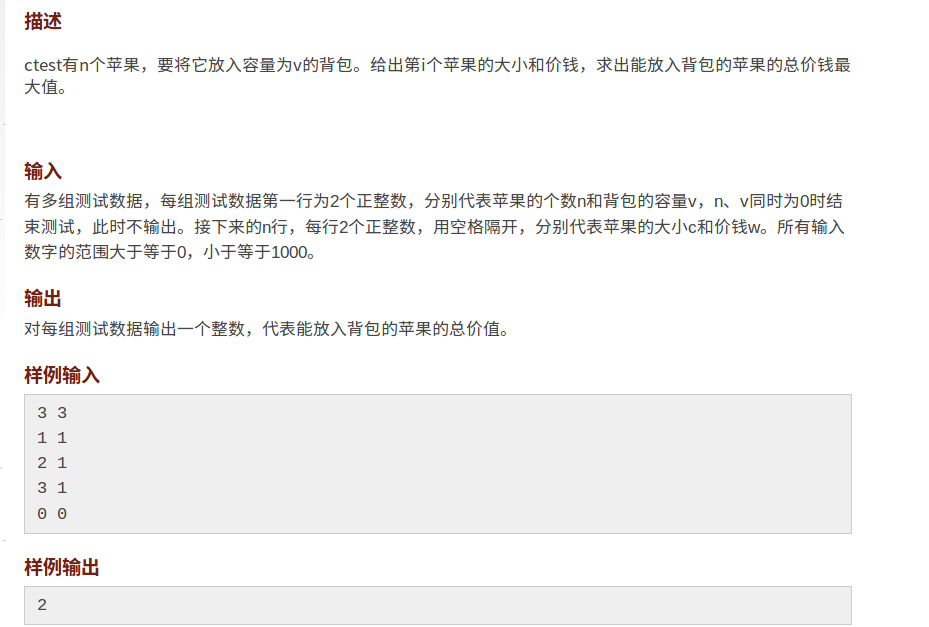 描述
ctest有n个苹果，要将它放入容量为v的背包。给出第i个苹果的大小和价钱，求出能放入背包的苹果的总价钱最
大值。
输入
有多组测试数据，每组测试数据第一行为2个正整数，分别代表苹果的个数n和背包的容量v，n、v同时为0时结
束测试，此时不输出。接下来的n行，每行2个正整数，用空格隔开，分别代表苹果的大小c和价钱w。所有输入
数字的范围大于等于0，小于等于1000。
输出
对每组测试数据输出一个整数，代表能放入背包的苹果的总价值。
样例输入
3 3
1 1
2 1
3 1
0 0
样例输出
2